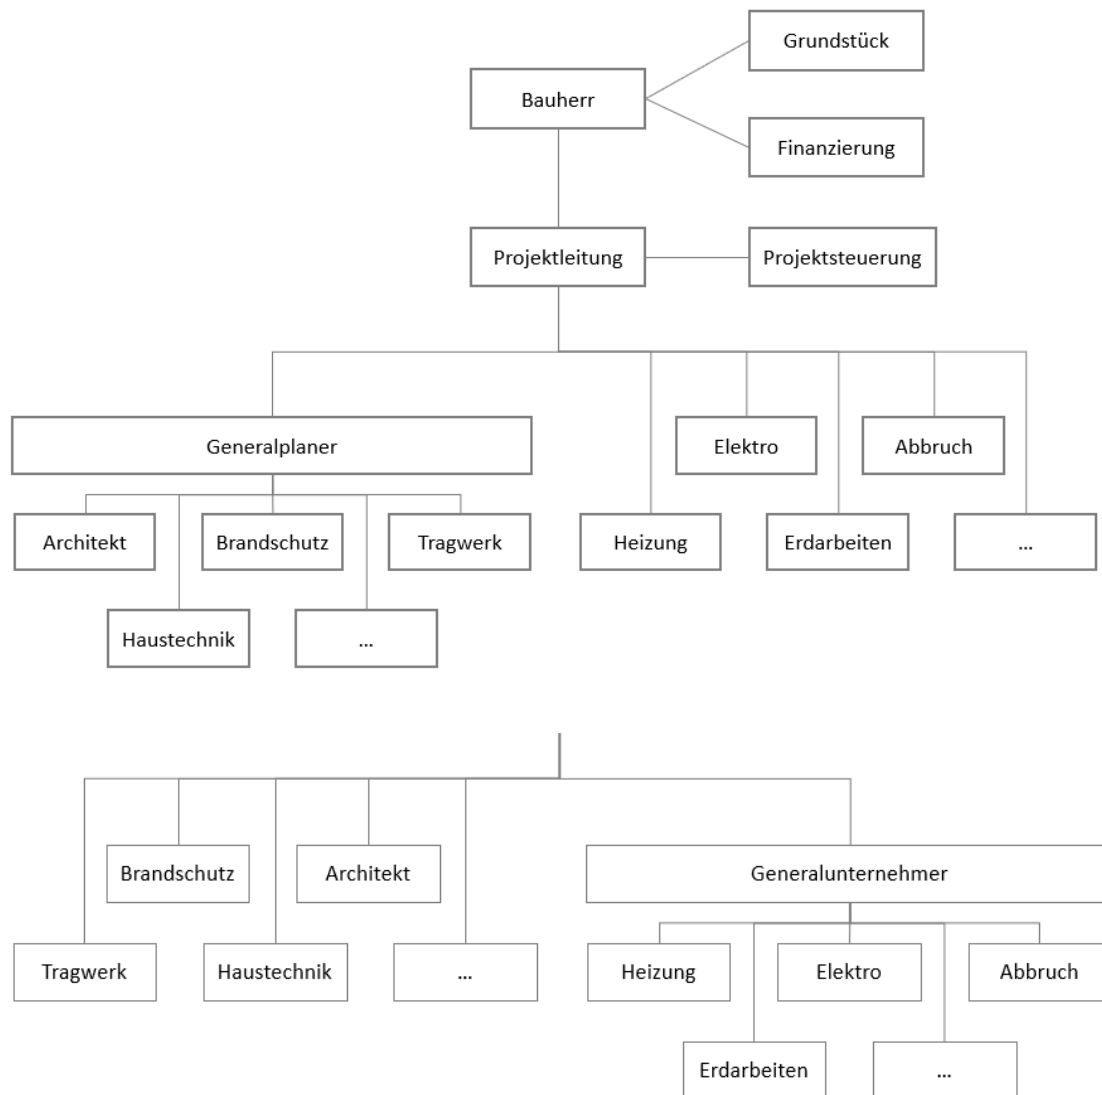 Grundstück
Bauherr
Finanzierung
Projektleitung
Projektsteuerung
Generalplaner
Elektro
Abbruch
Architekt
Brandschutz
Tragwerk
Heizung
Erdarbeiten
...
Haustechnik
...
Brandschutz
Architekt
Generalunternehmer
Tragwerk
Haustechnik
...
Heizung
Elektro
Abbruch
Erdarbeiten
...